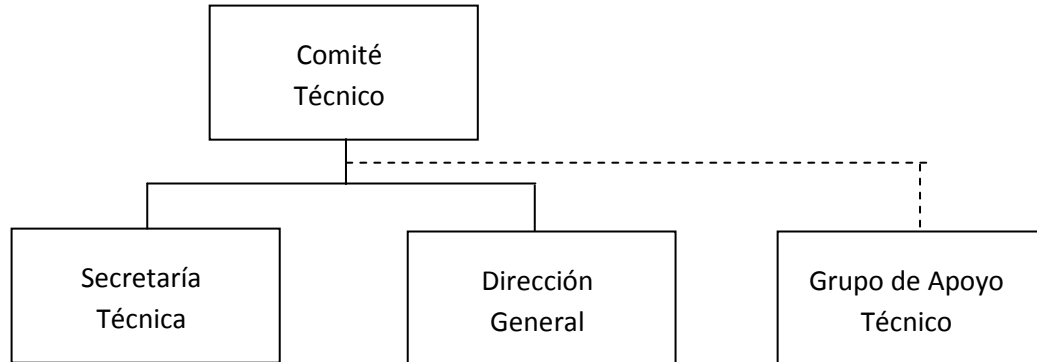 Comité
Técnico
Secretaría
Técnica
Dirección
General
Grupo de Apoyo
Técnico